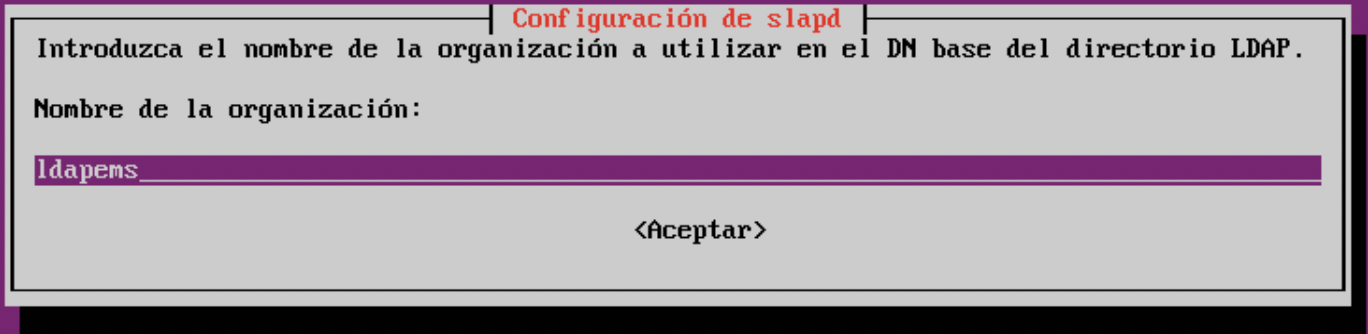 Configuración de slapd
Introduzca el nombre de la organización a utilizar en el DN base del directorio LDAP.
Nombre de la organización:
ldapems
<Aceptar>